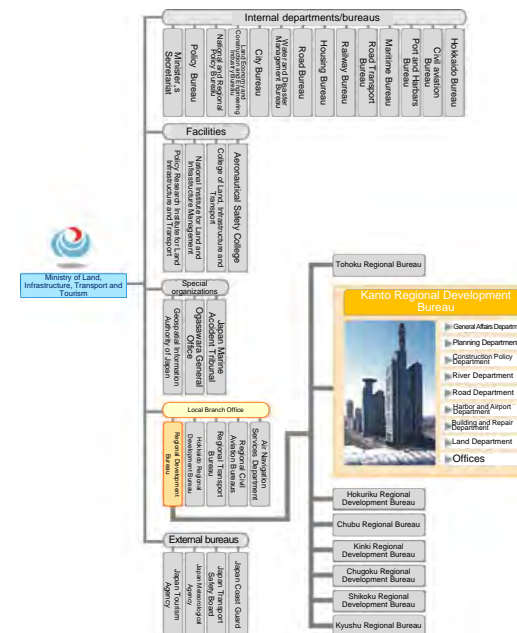 Internal departments/bureaus
Minister,s
Secretariat
Policy Bureau
National and Regional
Policy Bureau
Land Economy and
Construction and Engineering
Industry Bureau
City Bureau
Water and Disaster
Management Bureau
Road Bureau
Housing Bureau
Railway Bureau
Road Transport
Bureau
Maritime Bureau
Port and Harbars
Bureau
Civil aviation
Bureau
Hokkaido Bureau
Facilities
Policy Research Institute for Land
Infrastructure and Transport
National Institute for Land and
Infrastructure Management
College of Land, Infrastructure and
Transport
Aeronautical Safety College
Ministry of Land,
Infrastructure, Transport and
Tourism
Special
organizations
Geospatial Information
Authority of Japan
Ogasawara General
Office
Japan Marine
Accident Tribunal
Local Branch Office
Regional Development
Bureau
Hokkaido Regional
Development Bureau
Regional Transport
Bureau
Regional Civil
Aviation Bureaus
Air Navigation
Services Department
External bureaus
Japan Tourism
Agency
Japan Meteorological
Agency
Japan Transport
Safety Board
Japan Coast Guard
Tohoku Regional Bureau
Kanto Regional Development
Bureau
General Affairs Departm
Planning Department
Construction Policy
Department
River Department
Road Department
Harbor and Airport
Department
Building and Repair
Department
Land Department
Offices
Hokuriku Regional
Development Bureau
Chubu Regional Bureau
Kinki Regional
Development Bureau
Chugoku Regional
Development Bureau
Shikoku Regional
Development Bureau
Kyushu Regional Bureau